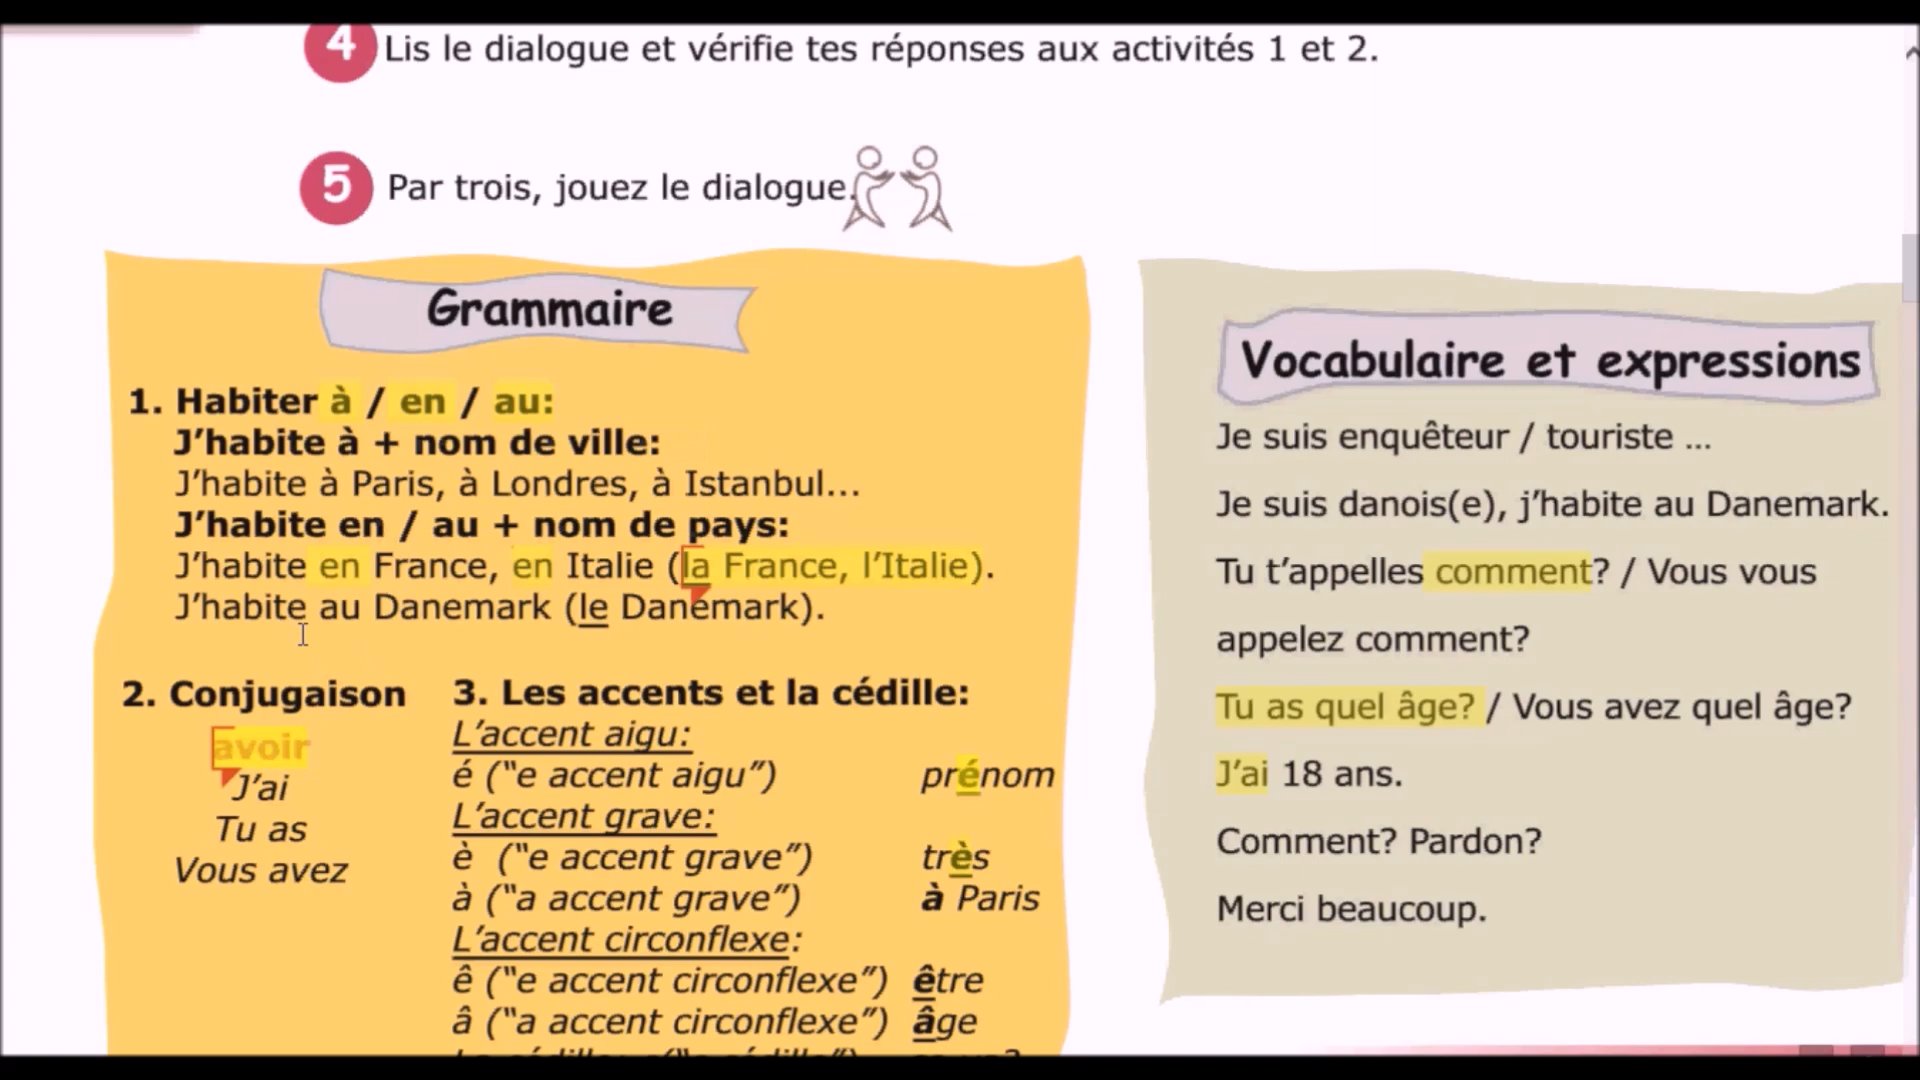 4 Lis le dialogue et vérifie tes réponses aux activités 1 et 2.
5 Par trois, jouez le dialogue.
Grammaire
1. Habiter à / en / au:
J'habite à + nom de ville:
J'habite à Paris, à Londres, à Istanbul...
J'habite en / au + nom de pays:
J'habite en France, en Italie (la France, l'Italie).
J'habite au Danemark (le Danemark).
2. Conjugaison
avoir
J'ai
Tu as
Vous avez
3. Les accents et la cédille:
L'accent aigu:
é ("e accent aigu") prénom
L'accent grave:
è ("e accent grave") très
à ("a accent grave") à Paris
L'accent circonflexe:
ê ("e accent circonflexe") être
â ("a accent circonflexe") âge
Vocabulaire et expressions
Je suis enquêteur / touriste ...
Je suis danois(e), j'habite au Danemark.
Tu t'appelles comment? / Vous vous
appelez comment?
Tu as quel âge? / Vous avez quel âge?
J'ai 18 ans.
Comment? Pardon?
Merci beaucoup.